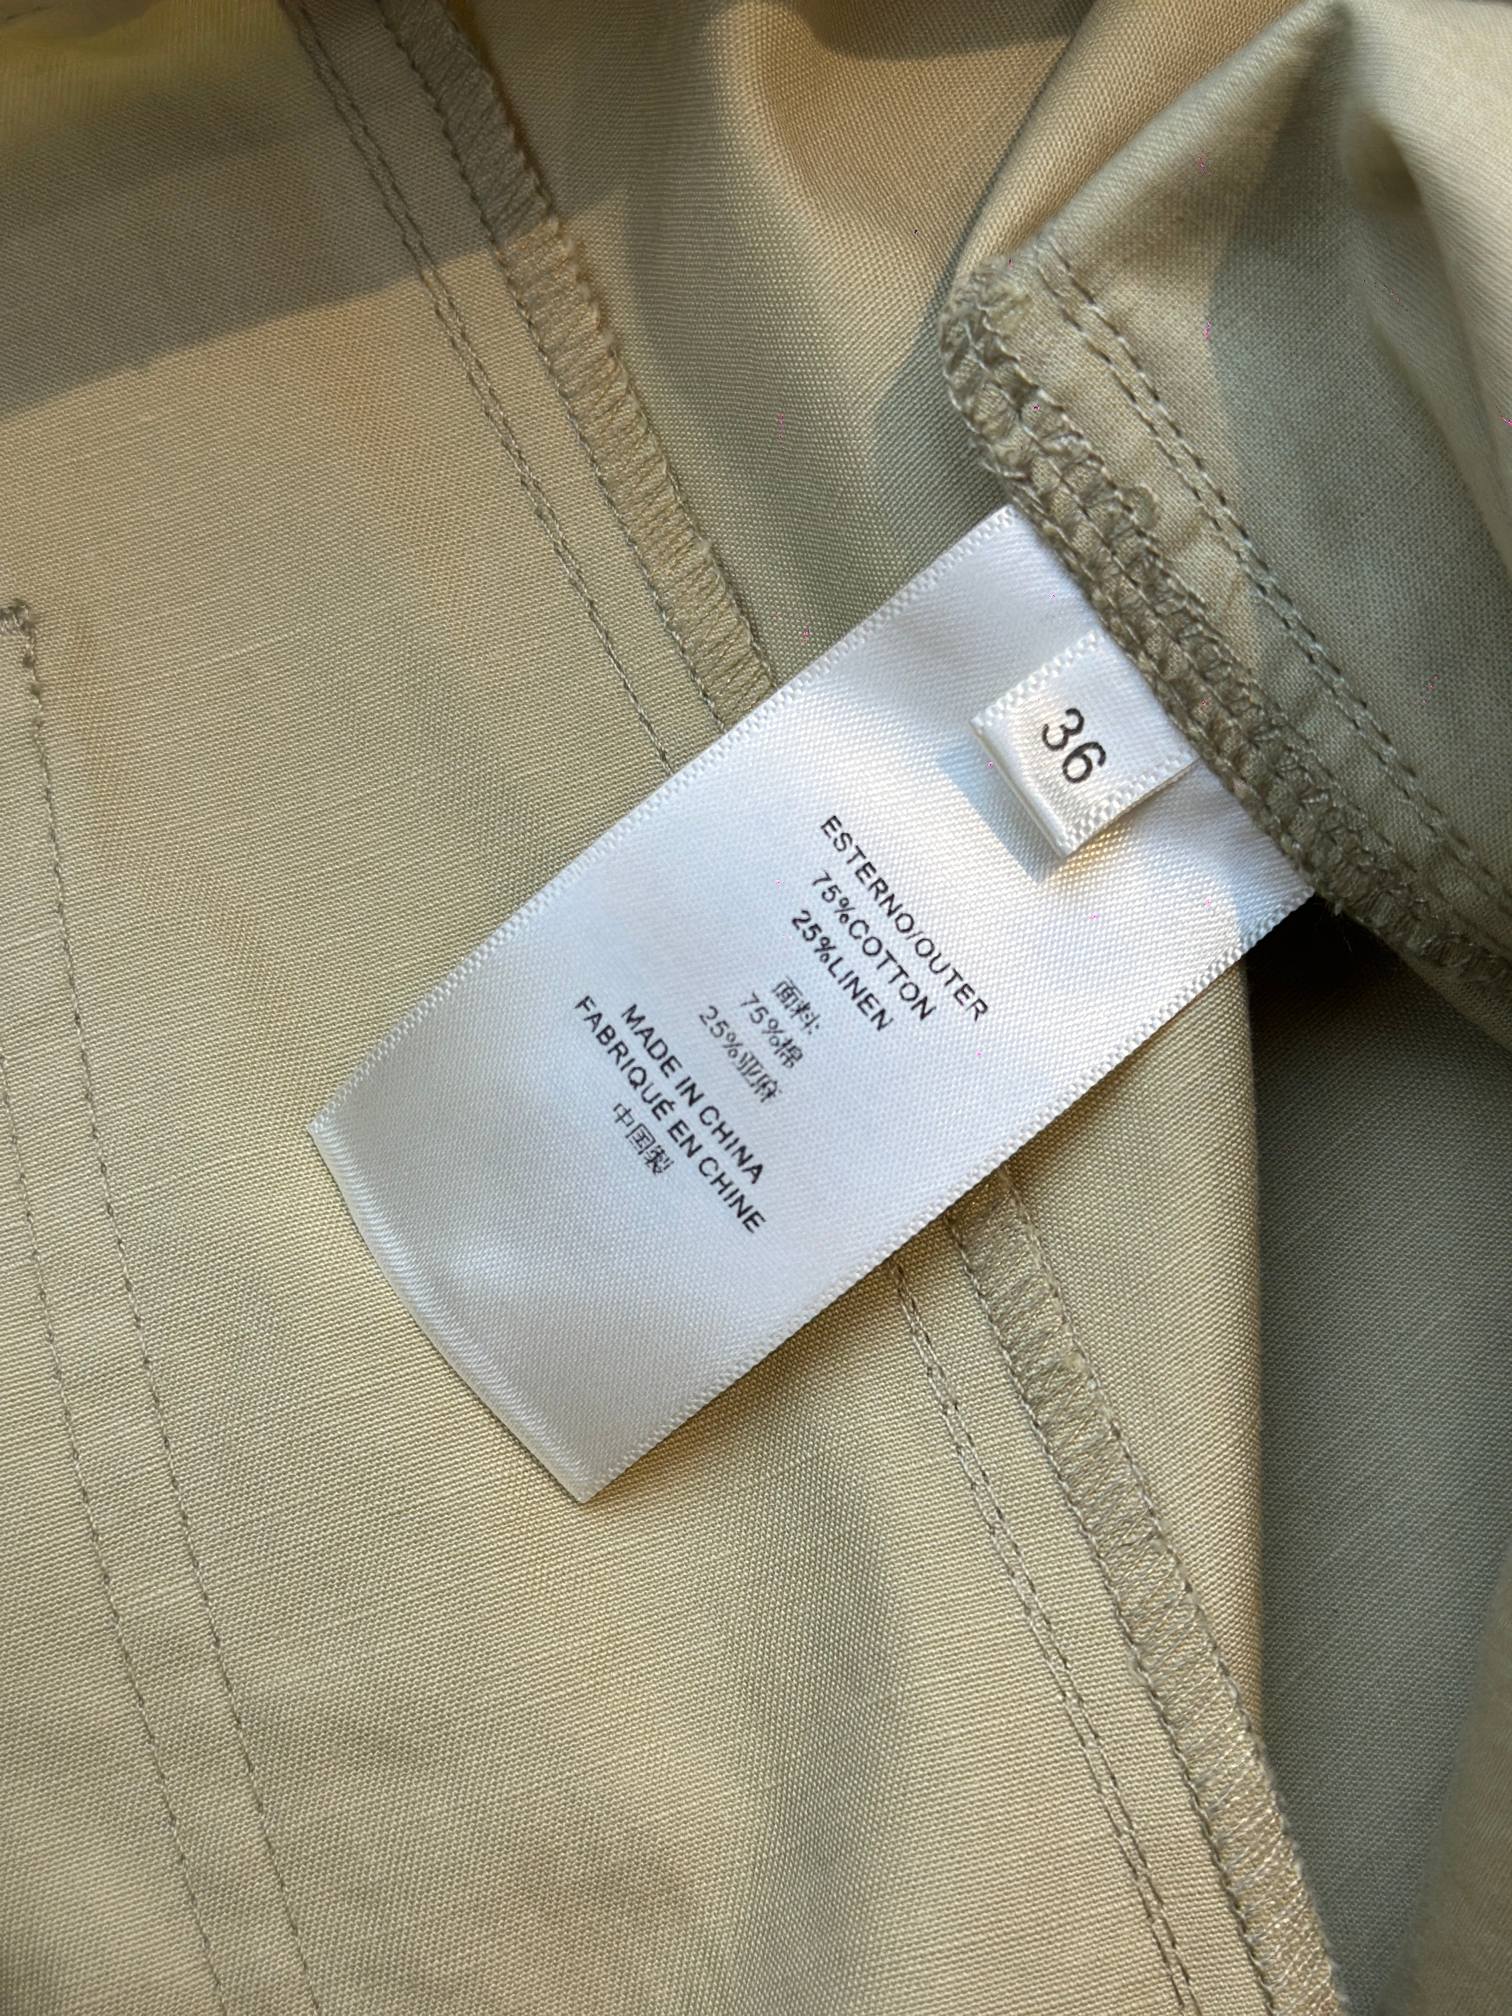 36
ESTERNO/OUTER
75%COTTON
25%LINEN
面料:
75%棉
25%亚麻
MADE IN CHINA
FABRIQUÉ EN CHINE
中国製